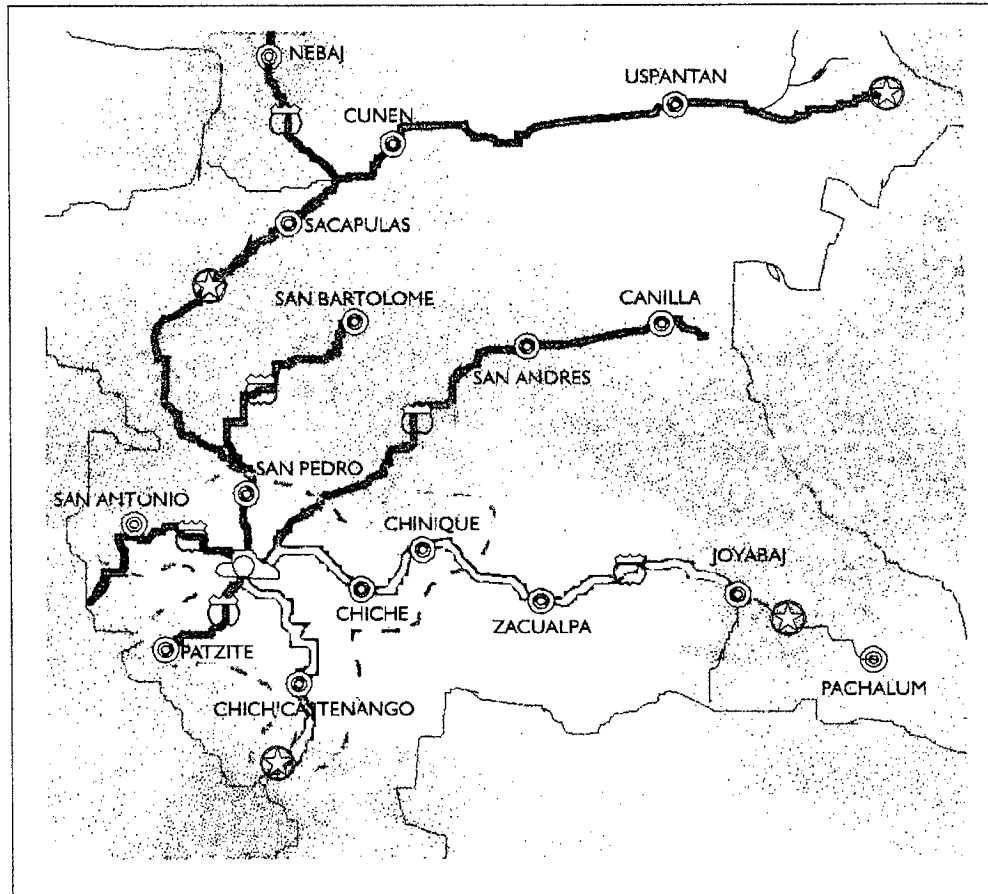 NEBAJ
USPANTAN
CUNEN
SACAPULAS
SAN BARTOLOME
CANILLA
SAN ANDRES
SAN PEDRO
SAN ANTONIO
CHINIQUE
JOYABAJ
CHICHE
ZACUALPA
PATZITE
PACHALUM
CHICHICASTENANGO